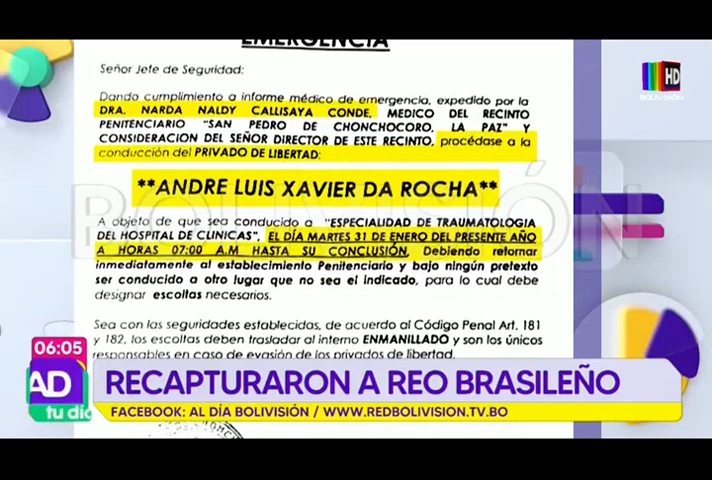 EMERGENCIA
Señor Jefe de Seguridad:
HD
BOLIVISIÓN
Dando cumplimiento a informe médico de emergencia, expedido por la
DRA. NARDA NALDY CALLISAYA CONDE, MEDICO DEL RECINTO
PENITENCIARIO "SAN PEDRO DE CHONCHOCORO, LA PAZ" Y
CONSIDERACION DEL SEÑOR DIRECTOR DE ESTE RECINTO, procédase a la
conducción del PRIVADO DE LIBERTAD:
**ANDRE LUIS XAVIER DA ROCHA**
BOLIVISIÓN
A objeto de que sea conducido a "ESPECIALIDAD DE TRAUMATOLOGIA
DEL HOSPITAL DE CLINICAS", EL DÍA MARTES 31 DE ENERO DEL PRESENTE AÑO
A HORAS 07:00 A.M HASTA SU CONCLUSIÓN, Debiendo retornar
inmediatamente al establecimiento Penitenciario y bajo ningún pretexto
ser conducido a otro lugar que no sea el indicado, para lo cual debe
designar escoltas necesarios.
Sea con las seguridades establecidas, de acuerdo al Código Penal Art. 181
y 182, los escoltas deben trasladar al interno ENMANILLADO y son los únicos
responsables en caso de evasión de los privados de libertad.
06:05
AD
tu día
RECAPTURARON A REO BRASILEÑO
FACEBOOK: AL DÍA BOLIVISIÓN / WWW.REDBOLIVISION.TV.BO